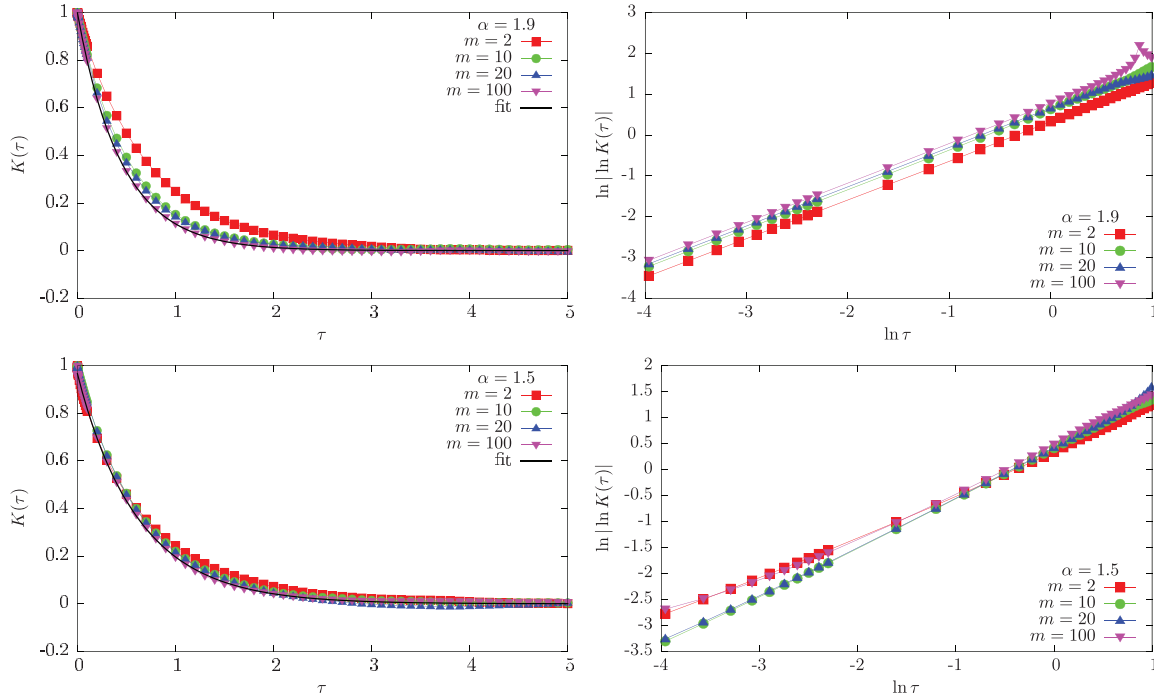 1
0.8
0.6
0.4
0.2
0
-0.2
K(τ)
0 1 2 3 4 5
τ
α = 1.9
m = 2
m = 10
m = 20
m = 100
fit
3
2
1
0
-1
-2
-3
-4
ln | ln K(τ)|
-4 -3 -2 -1 0 1
ln τ
α = 1.9
m = 2
m = 10
m = 20
m = 100
1
0.8
0.6
0.4
0.2
0
-0.2
K(τ)
0 1 2 3 4 5
τ
α = 1.5
m = 2
m = 10
m = 20
m = 100
fit
2
1.5
1
0.5
0
-0.5
-1
-1.5
-2
-2.5
-3
-3.5
ln | ln K(τ)|
-4 -3 -2 -1 0 1
ln τ
α = 1.5
m = 2
m = 10
m = 20
m = 100